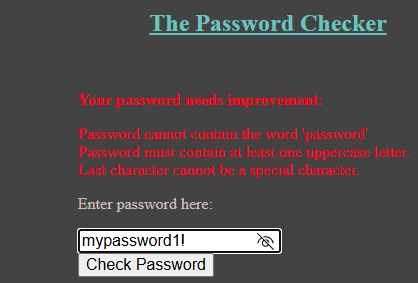 The Password Checker
Your password needs improvement:
Password cannot contain the word 'password'.
Password must contain at least one uppercase letter.
Last character cannot be a special character.
Enter password here:
mypassword1!
Check Password